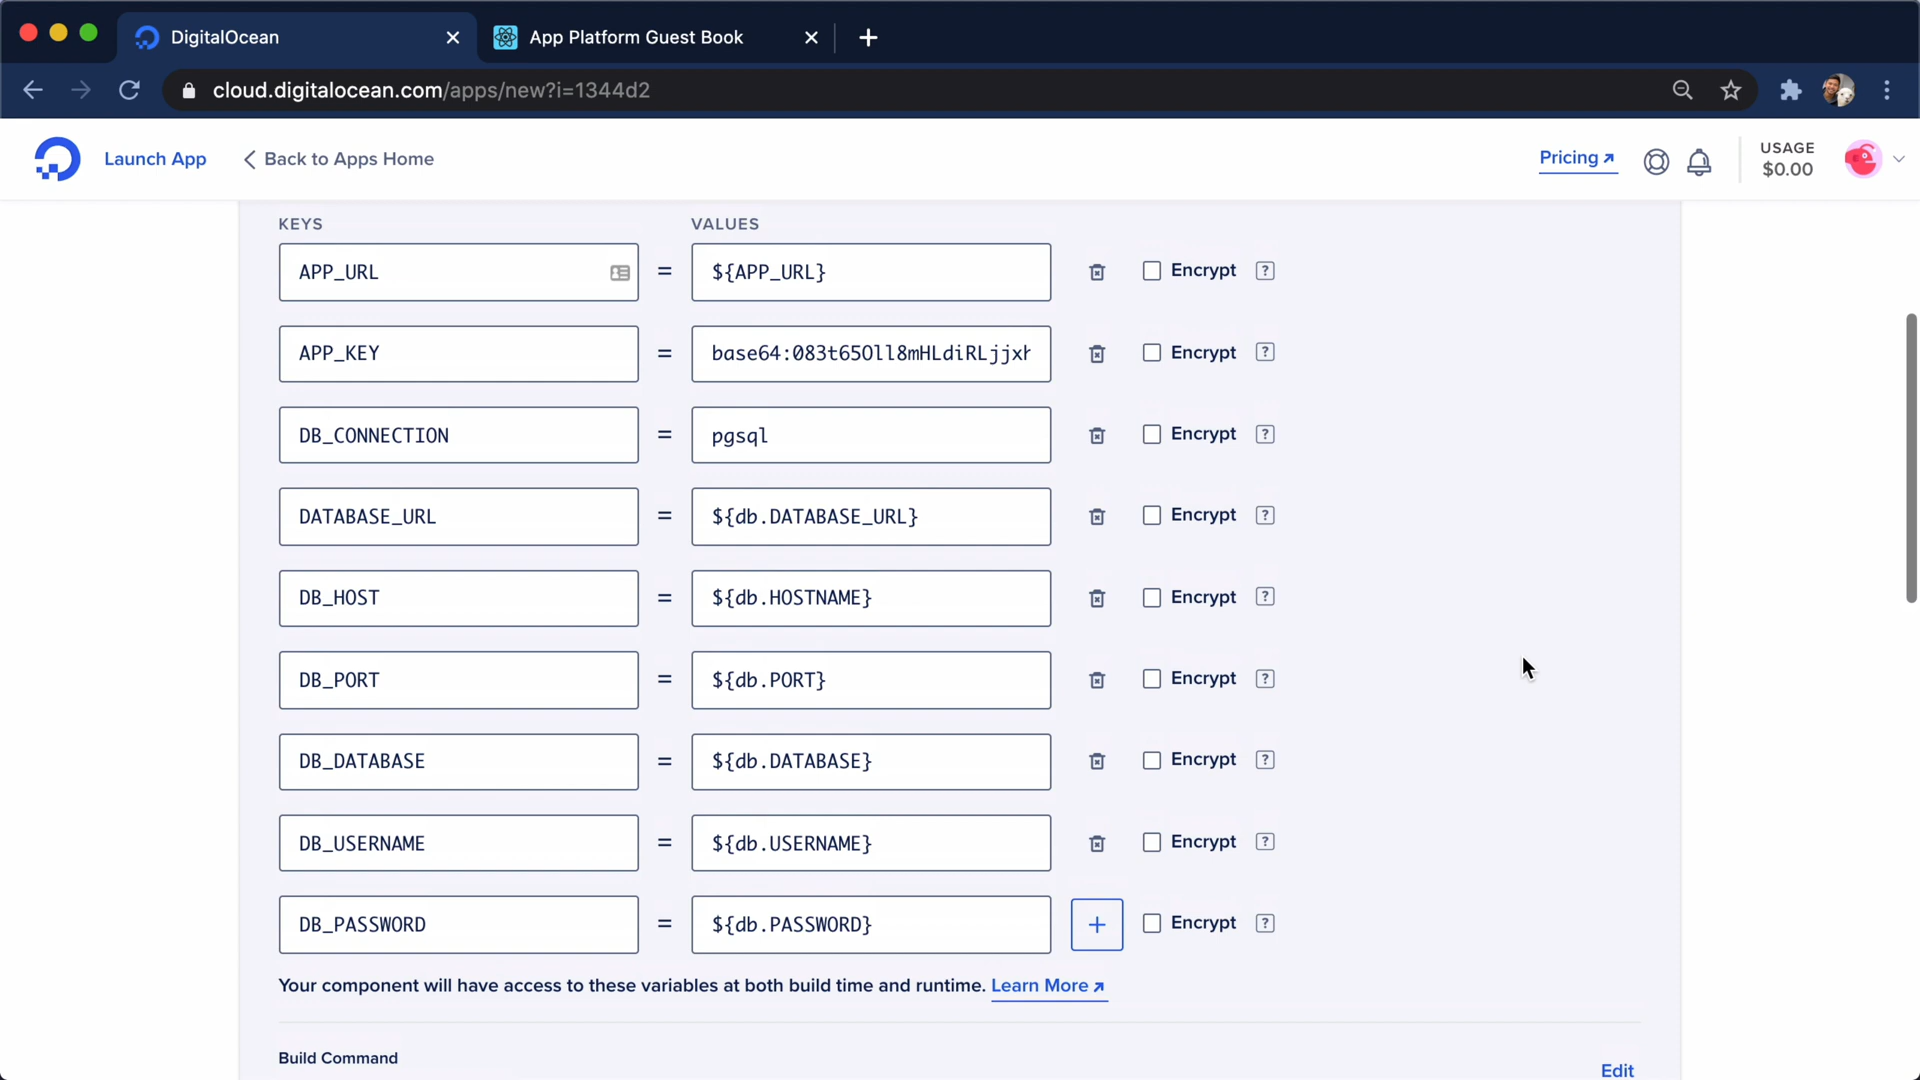 DigitalOcean
App Platform Guest Book
cloud.digitalocean.com/apps/new?i=1344d2
Launch App
Back to Apps Home
Pricing
USAGE
$0.00
KEYS VALUES
APP_URL = ${APP_URL} Encrypt ?
APP_KEY = base64:083t65Oll8mHLdiRLjjxh Encrypt ?
DB_CONNECTION = pgsql Encrypt ?
DATABASE_URL = ${db.DATABASE_URL} Encrypt ?
DB_HOST = ${db.HOSTNAME} Encrypt ?
DB_PORT = ${db.PORT} Encrypt ?
DB_DATABASE = ${db.DATABASE} Encrypt ?
DB_USERNAME = ${db.USERNAME} Encrypt ?
DB_PASSWORD = ${db.PASSWORD} + Encrypt ?
Your component will have access to these variables at both build time and runtime. Learn More
Build Command
Edit